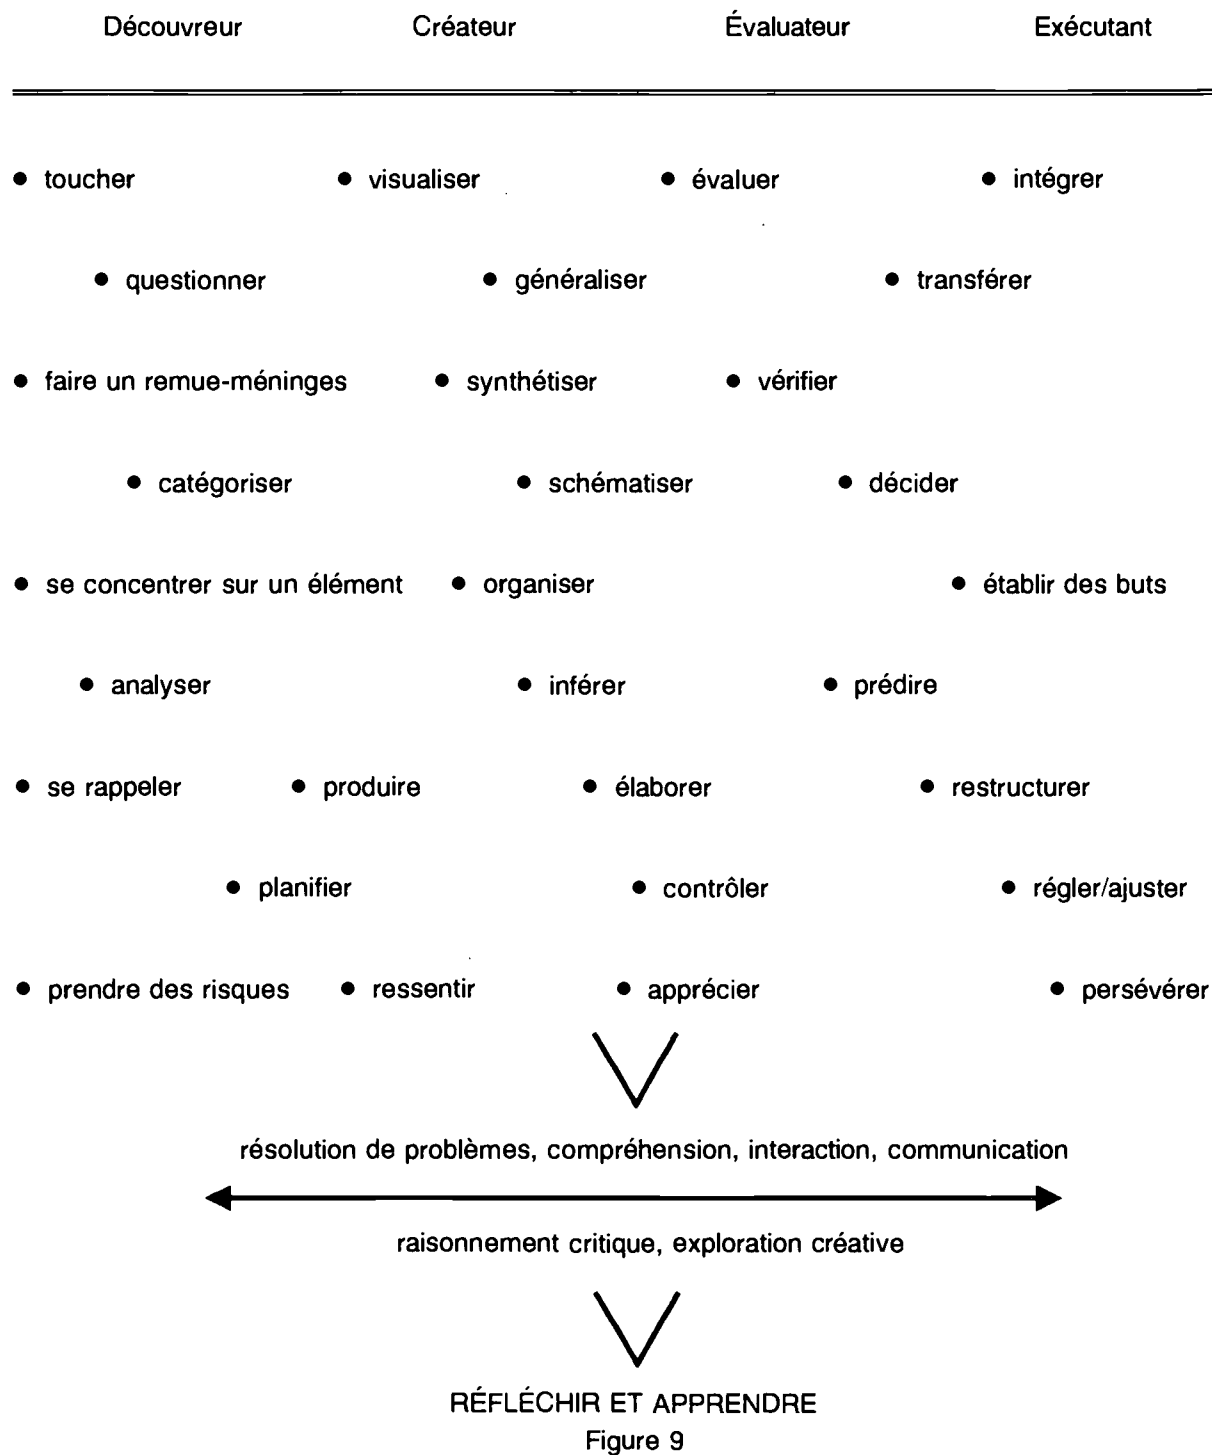 Découvreur Créateur Évaluateur Exécutant
• toucher • visualiser • évaluer • intégrer
• questionner • généraliser • transférer
• faire un remue-méninges • synthétiser • vérifier
• catégoriser • schématiser • décider
• se concentrer sur un élément • organiser • établir des buts
• analyser • inférer • prédire
• se rappeler • produire • élaborer • restructurer
• planifier • contrôler • régler/ajuster
• prendre des risques • ressentir • apprécier • persévérer
résolution de problèmes, compréhension, interaction, communication
raisonnement critique, exploration créative
RÉFLÉCHIR ET APPRENDRE
Figure 9